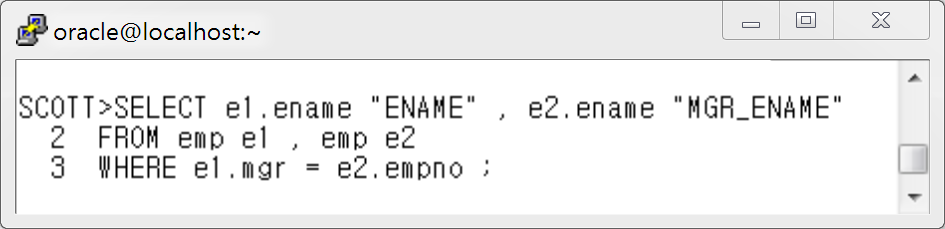 oracle@localhost:~
SCOTT>SELECT e1.ename "ENAME" , e2.ename "MGR_ENAME"
  2  FROM emp e1 , emp e2
  3  WHERE e1.mgr = e2.empno ;